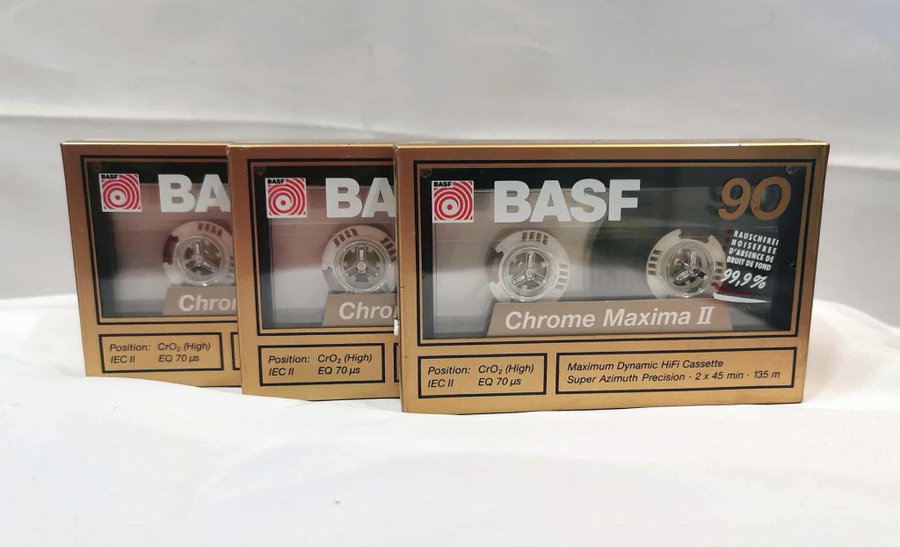 BASF
BA
Chro
Position: CrO₂ (High)
IEC II EQ 70 µs
BASF
BA
Chro
Position: CrO₂ (High)
IEC II EQ 70 µs
BASF
BASF
90
RAUSCHFREI
NOISEFREE
D'ABSENCE DE
BRUIT DE FOND
99,9%
Chrome Maxima II
Position: CrO₂ (High)
IEC II EQ 70 µs
Maximum Dynamic HiFi Cassette
Super Azimuth Precision · 2 x 45 min · 135 m